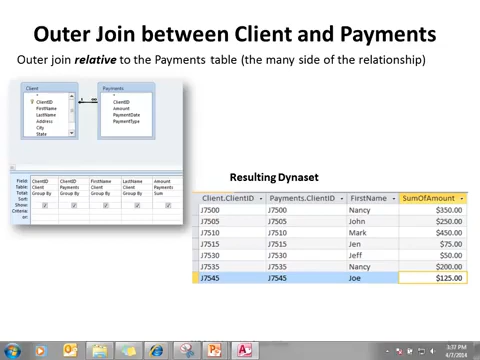 Outer Join between Client and Payments
Outer join relative to the Payments table (the many side of the relationship)
Client Payments
*
ClientID
FirstName
LastName
Address
City
State
*
ClientID
Amount
PaymentDate
PaymentType
Field: ClientID ClientID FirstName LastName Amount
Table: Client Payments Client Client Payments
Total: Group By Group By Group By Group By Sum
Sort:
Show:
Criteria:
or:
Resulting Dynaset
Client.ClientID Payments.ClientID FirstName SumOfAmount
J7500 J7500 Nancy $350.00
J7505 J7505 John $250.00
J7510 J7510 Mark $450.00
J7515 J7515 Jen $75.00
J7530 J7530 Jeff $50.00
J7535 J7535 Nancy $200.00
J7545 J7545 Joe $125.00
3:37 PM
4/7/2014